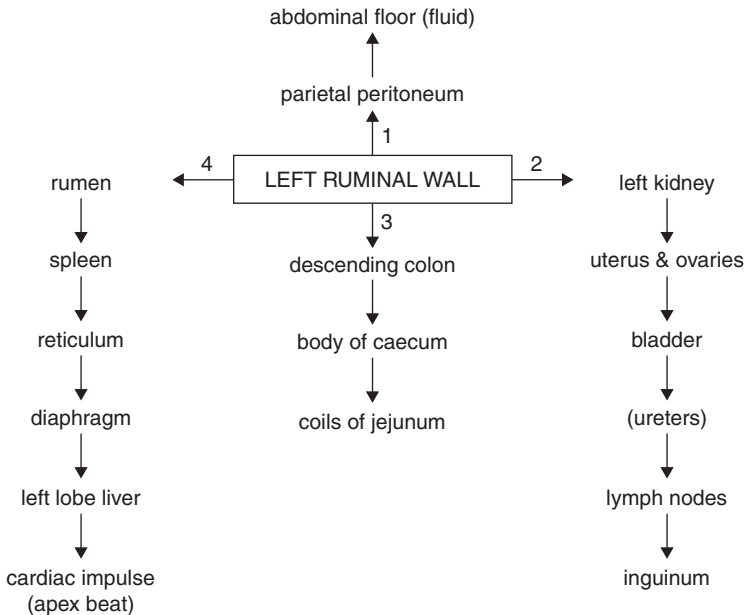 abdominal floor (fluid)
parietal peritoneum
1
4
LEFT RUMINAL WALL
2
3
rumen
spleen
reticulum
diaphragm
left lobe liver
cardiac impulse
(apex beat)
descending colon
body of caecum
coils of jejunum
left kidney
uterus & ovaries
bladder
(ureters)
lymph nodes
inguinum